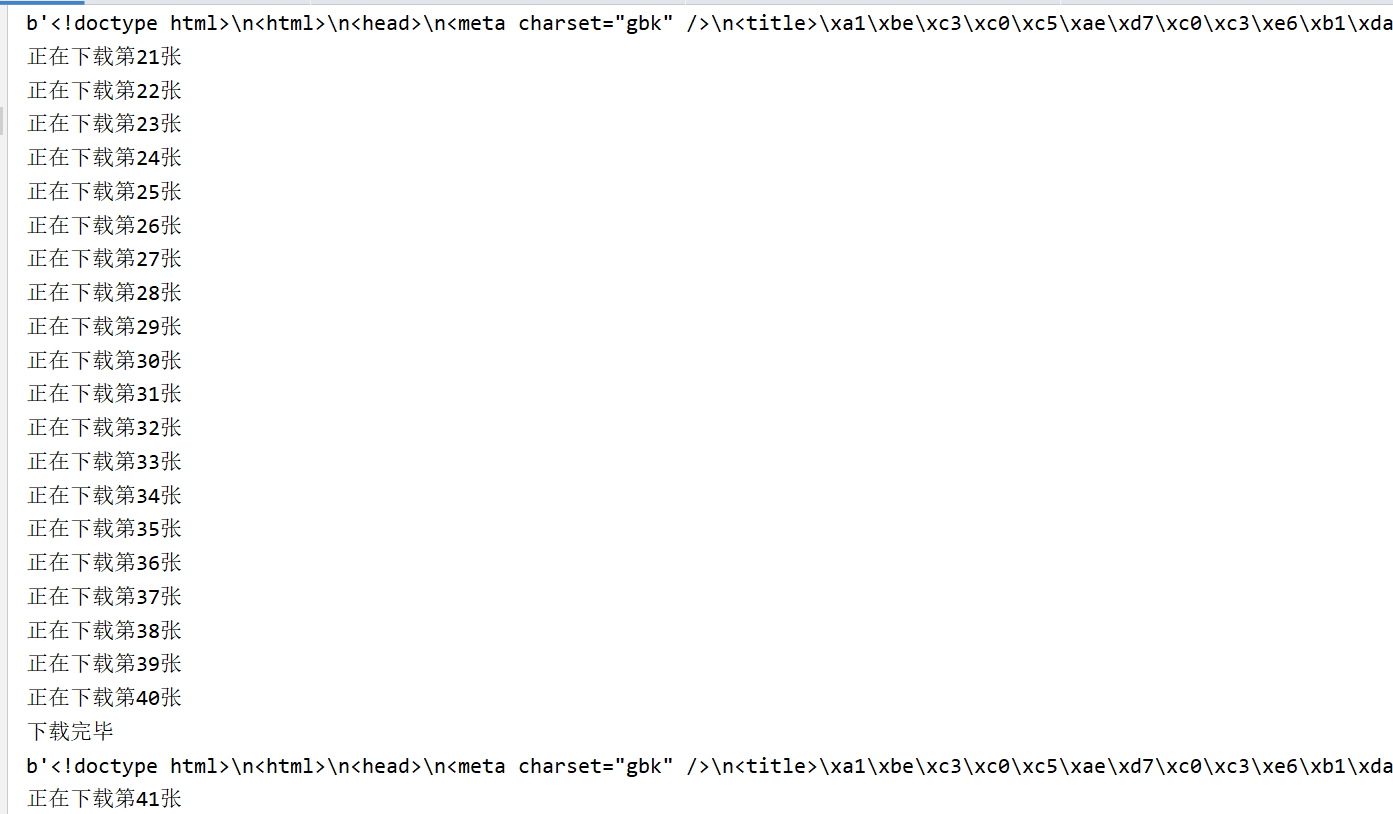 b'<!doctype html>\n<html>\n<head>\n<meta charset="gbk" />\n<title>\xa1\xbe\xc3\xc0\xc5\xae\xd7\xc0\xc3\xe6\xb1\xda
正在下载第21张
正在下载第22张
正在下载第23张
正在下载第24张
正在下载第25张
正在下载第26张
正在下载第27张
正在下载第28张
正在下载第29张
正在下载第30张
正在下载第31张
正在下载第32张
正在下载第33张
正在下载第34张
正在下载第35张
正在下载第36张
正在下载第37张
正在下载第38张
正在下载第39张
正在下载第40张
下载完毕
b'<!doctype html>\n<html>\n<head>\n<meta charset="gbk" />\n<title>\xa1\xbe\xc3\xc0\xc5\xae\xd7\xc0\xc3\xe6\xb1\xda
正在下载第41张